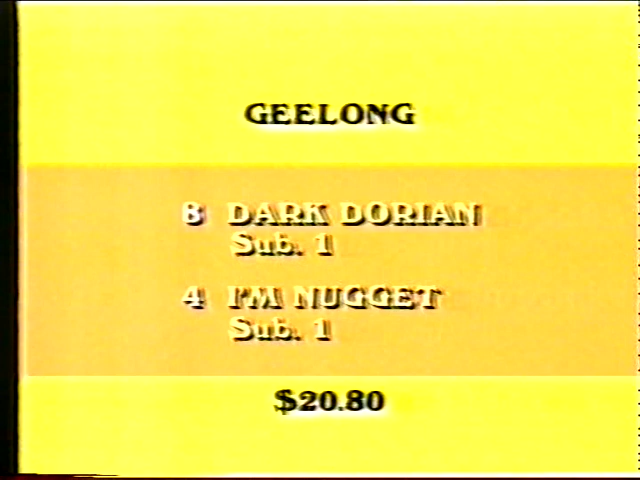 GEELONG
8 DARK DORIAN
Sub. 1
4 I'M NUGGET
Sub. 1
$20.80